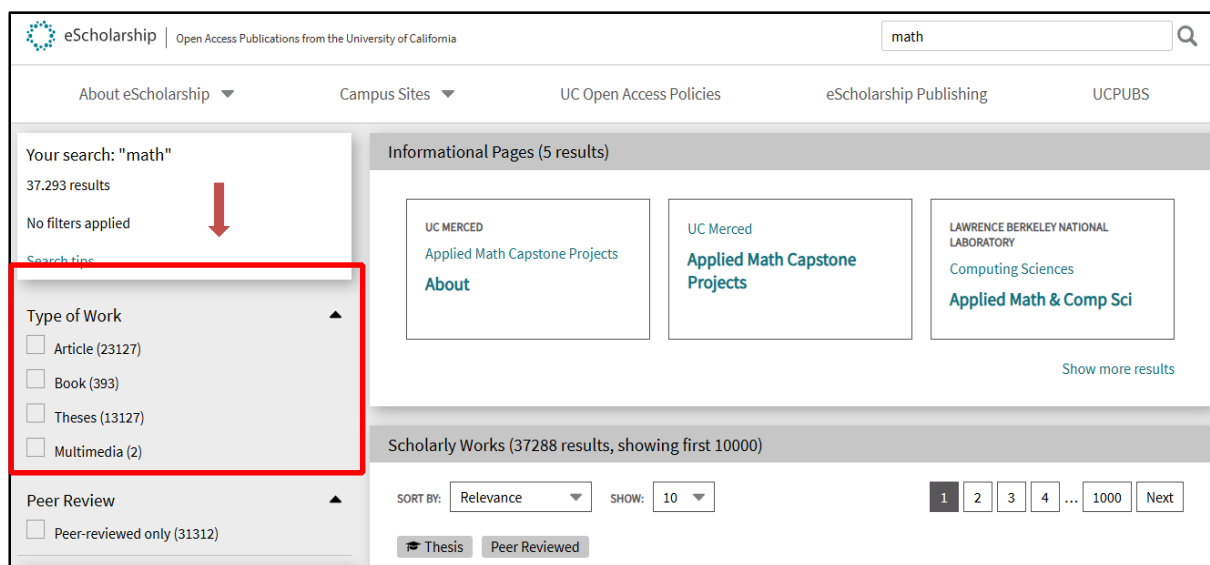 eScholarship | Open Access Publications from the University of California
math
About eScholarship
Campus Sites
UC Open Access Policies
eScholarship Publishing
UCPUBS
Your search: "math"
37.293 results
No filters applied
Search tips
Type of Work
Article (23127)
Book (393)
Theses (13127)
Multimedia (2)
Peer Review
Peer-reviewed only (31312)
Informational Pages (5 results)
UC MERCED
Applied Math Capstone Projects
About
UC Merced
Applied Math Capstone
Projects
LAWRENCE BERKELEY NATIONAL
LABORATORY
Computing Sciences
Applied Math & Comp Sci
Show more results
Scholarly Works (37288 results, showing first 10000)
SORT BY: Relevance SHOW: 10
1 2 3 4 ... 1000 Next
Thesis Peer Reviewed